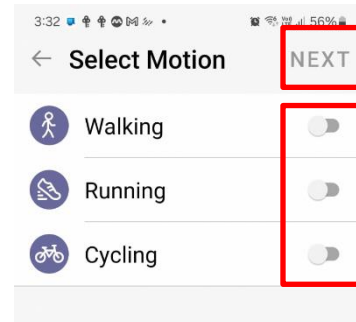 3:32 56%
← Select Motion NEXT
Walking
Running
Cycling